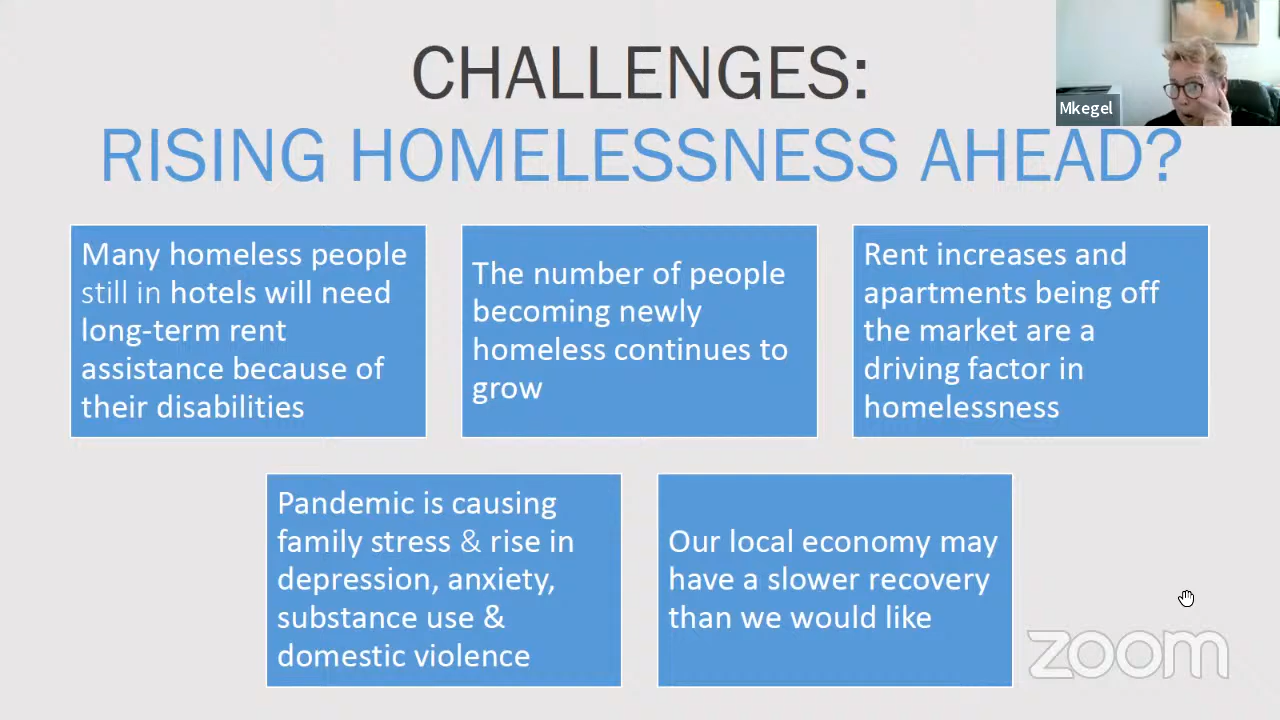 CHALLENGES:
RISING HOMELESSNESS AHEAD?
Mkegel
Many homeless people
still in hotels will need
long-term rent
assistance because of
their disabilities
The number of people
becoming newly
homeless continues to
grow
Rent increases and
apartments being off
the market are a
driving factor in
homelessness
Pandemic is causing
family stress & rise in
depression, anxiety,
substance use &
domestic violence
Our local economy may
have a slower recovery
than we would like
zoom